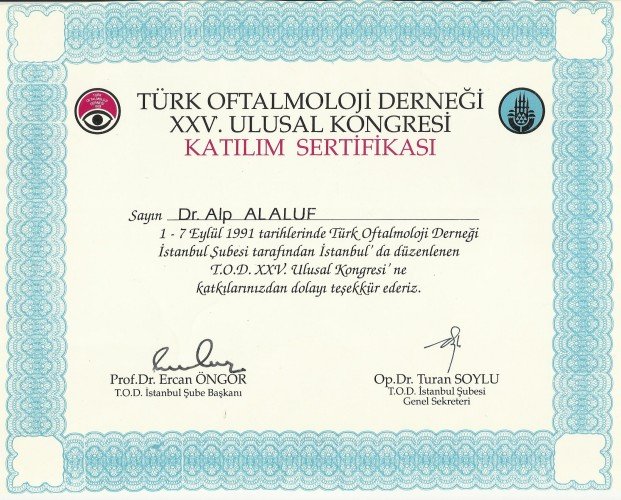 TÜRK OFTALMOLOJİ DERNEĞİ
XXV. ULUSAL KONGRESİ
KATILIM SERTİFİKASI
Sayın Dr. Alp ALALUF
1 - 7 Eylül 1991 tarihlerinde Türk Oftalmoloji Derneği
İstanbul Şubesi tarafından İstanbul' da düzenlenen
T.O.D. XXV. Ulusal Kongresi' ne
katkılarınızdan dolayı teşekkür ederiz.
Prof.Dr. Ercan ÖNGÖR
T.O.D. İstanbul Şube Başkanı
Op.Dr. Turan SOYLU
T.O.D. İstanbul Şubesi
Genel Sekreteri